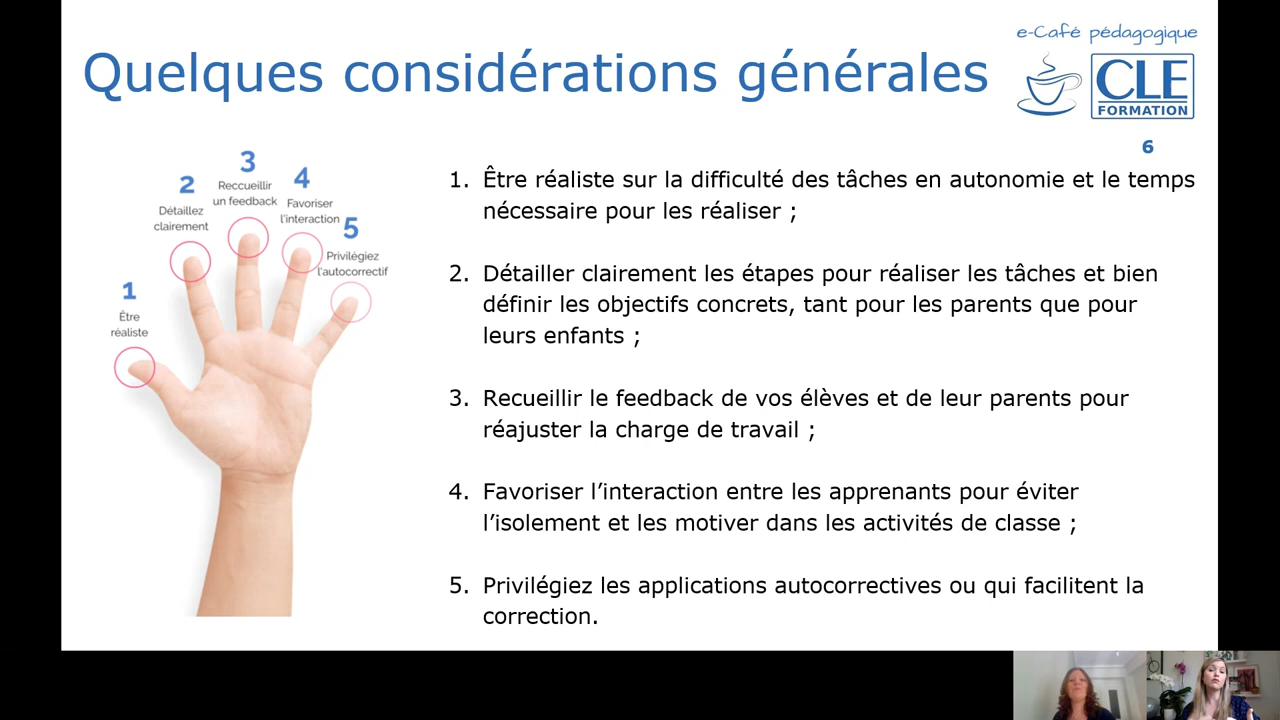 e-Café pédagogique
Quelques considérations générales
CLE
FORMATION
6
3
Reccueillir
un feedback
2
Détaillez
clairement
4
Favoriser
l'interaction
5
Privilégiez
l'autocorrectif
1
Être
réaliste
1. Être réaliste sur la difficulté des tâches en autonomie et le temps
nécessaire pour les réaliser ;
2. Détailler clairement les étapes pour réaliser les tâches et bien
définir les objectifs concrets, tant pour les parents que pour
leurs enfants ;
3. Recueillir le feedback de vos élèves et de leur parents pour
réajuster la charge de travail ;
4. Favoriser l’interaction entre les apprenants pour éviter
l’isolement et les motiver dans les activités de classe ;
5. Privilégiez les applications autocorrectives ou qui facilitent la
correction.